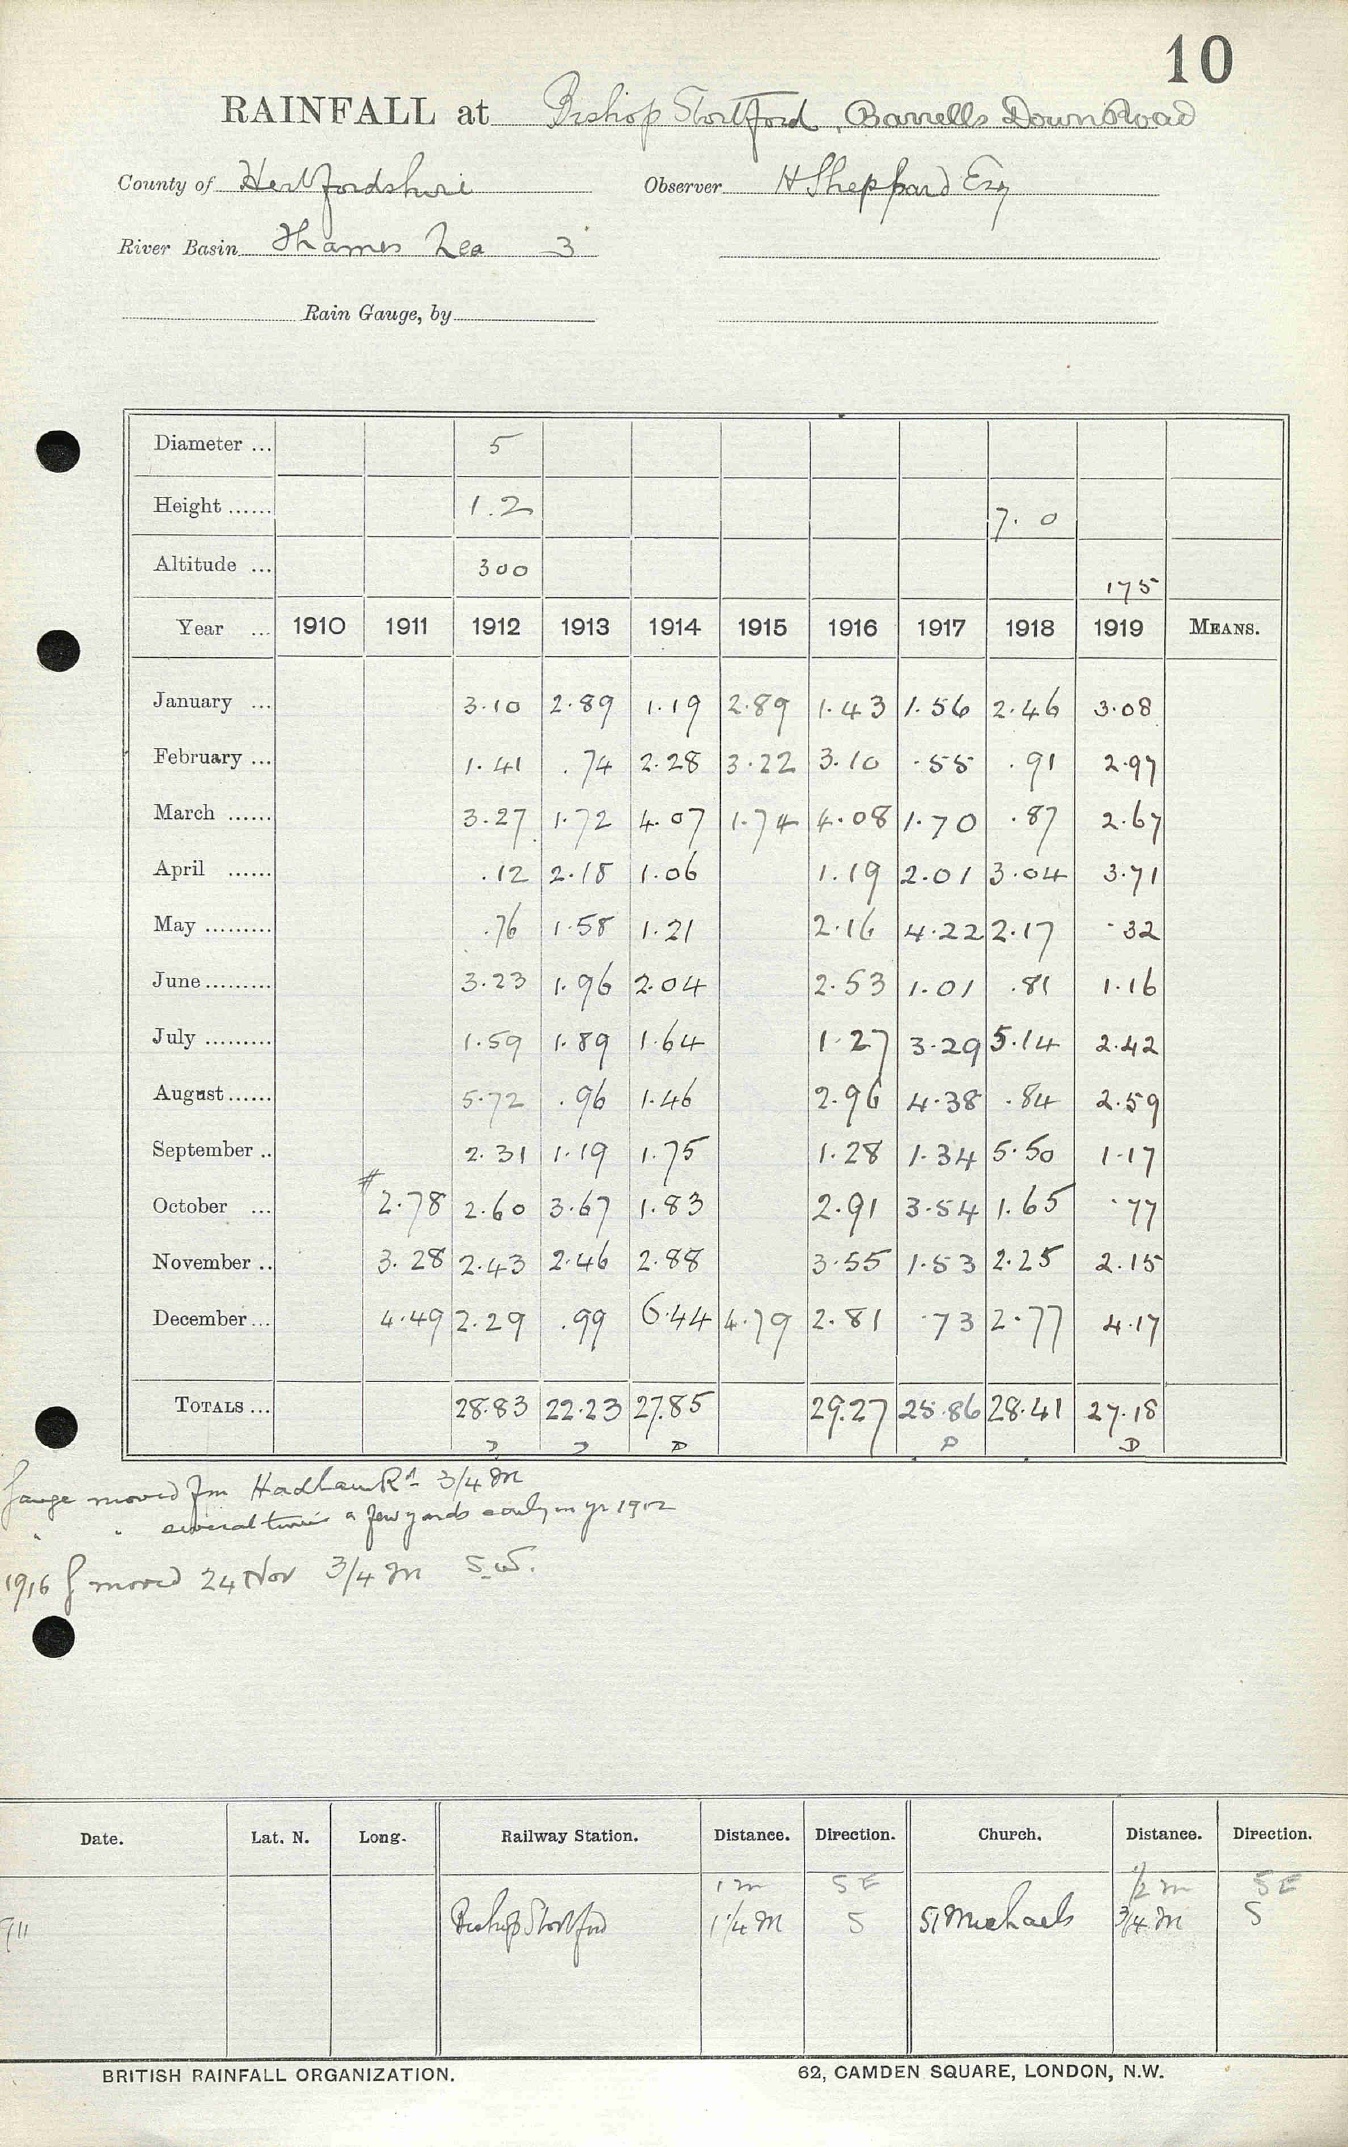 10
RAINFALL at Bishop Stortford, Barrells Down Road
County of Hertfordshire Observer H Sheppard Esq
River Basin Thames Lea 3
Rain Gauge, by
Diameter ... 5
Height ...... 1.2 7.0
Altitude ... 300 175
Year ... 1910 1911 1912 1913 1914 1915 1916 1917 1918 1919 MEANS.
January ... 3.10 2.89 1.19 2.89 1.43 1.56 2.46 3.08
February ... 1.41 .74 2.28 3.22 3.10 .55 .91 2.97
March ...... 3.27 1.72 4.07 1.74 4.08 1.70 .87 2.67
April ...... .12 2.18 1.06 1.19 2.01 3.04 3.71
May ......... .76 1.58 1.21 2.16 4.22 2.17 .32
June ......... 3.23 1.96 2.04 2.53 1.01 .81 1.16
July ......... 1.59 1.89 1.64 1.27 3.29 5.14 2.42
August ...... 5.72 .96 1.46 2.96 4.38 .84 2.59
September .. 2.31 1.19 1.75 1.28 1.34 5.50 1.17
October ... # 2.78 2.60 3.67 1.83 2.91 3.54 1.65 .77
November .. 3.28 2.43 2.46 2.88 3.55 1.53 2.25 2.15
December ... 4.49 2.29 .99 6.44 4.79 2.81 .73 2.77 4.17
TOTALS ... 28.83 22.23 27.85 29.27 25.86 28.41 27.18
D D D D D
Gauge moved fm Hadham Rd 3/4 m
" " several times a few yards early in yr 1912
1916 G moved 24 Nov 3/4 m S.W.
Date. Lat. N. Long. Railway Station. Distance. Direction. Church. Distance. Direction.
1 m SE 1/2 m SE
911 Bishop Stortford 1 1/4 m S St Michaels 3/4 m S
BRITISH RAINFALL ORGANIZATION. 62, CAMDEN SQUARE, LONDON, N.W.